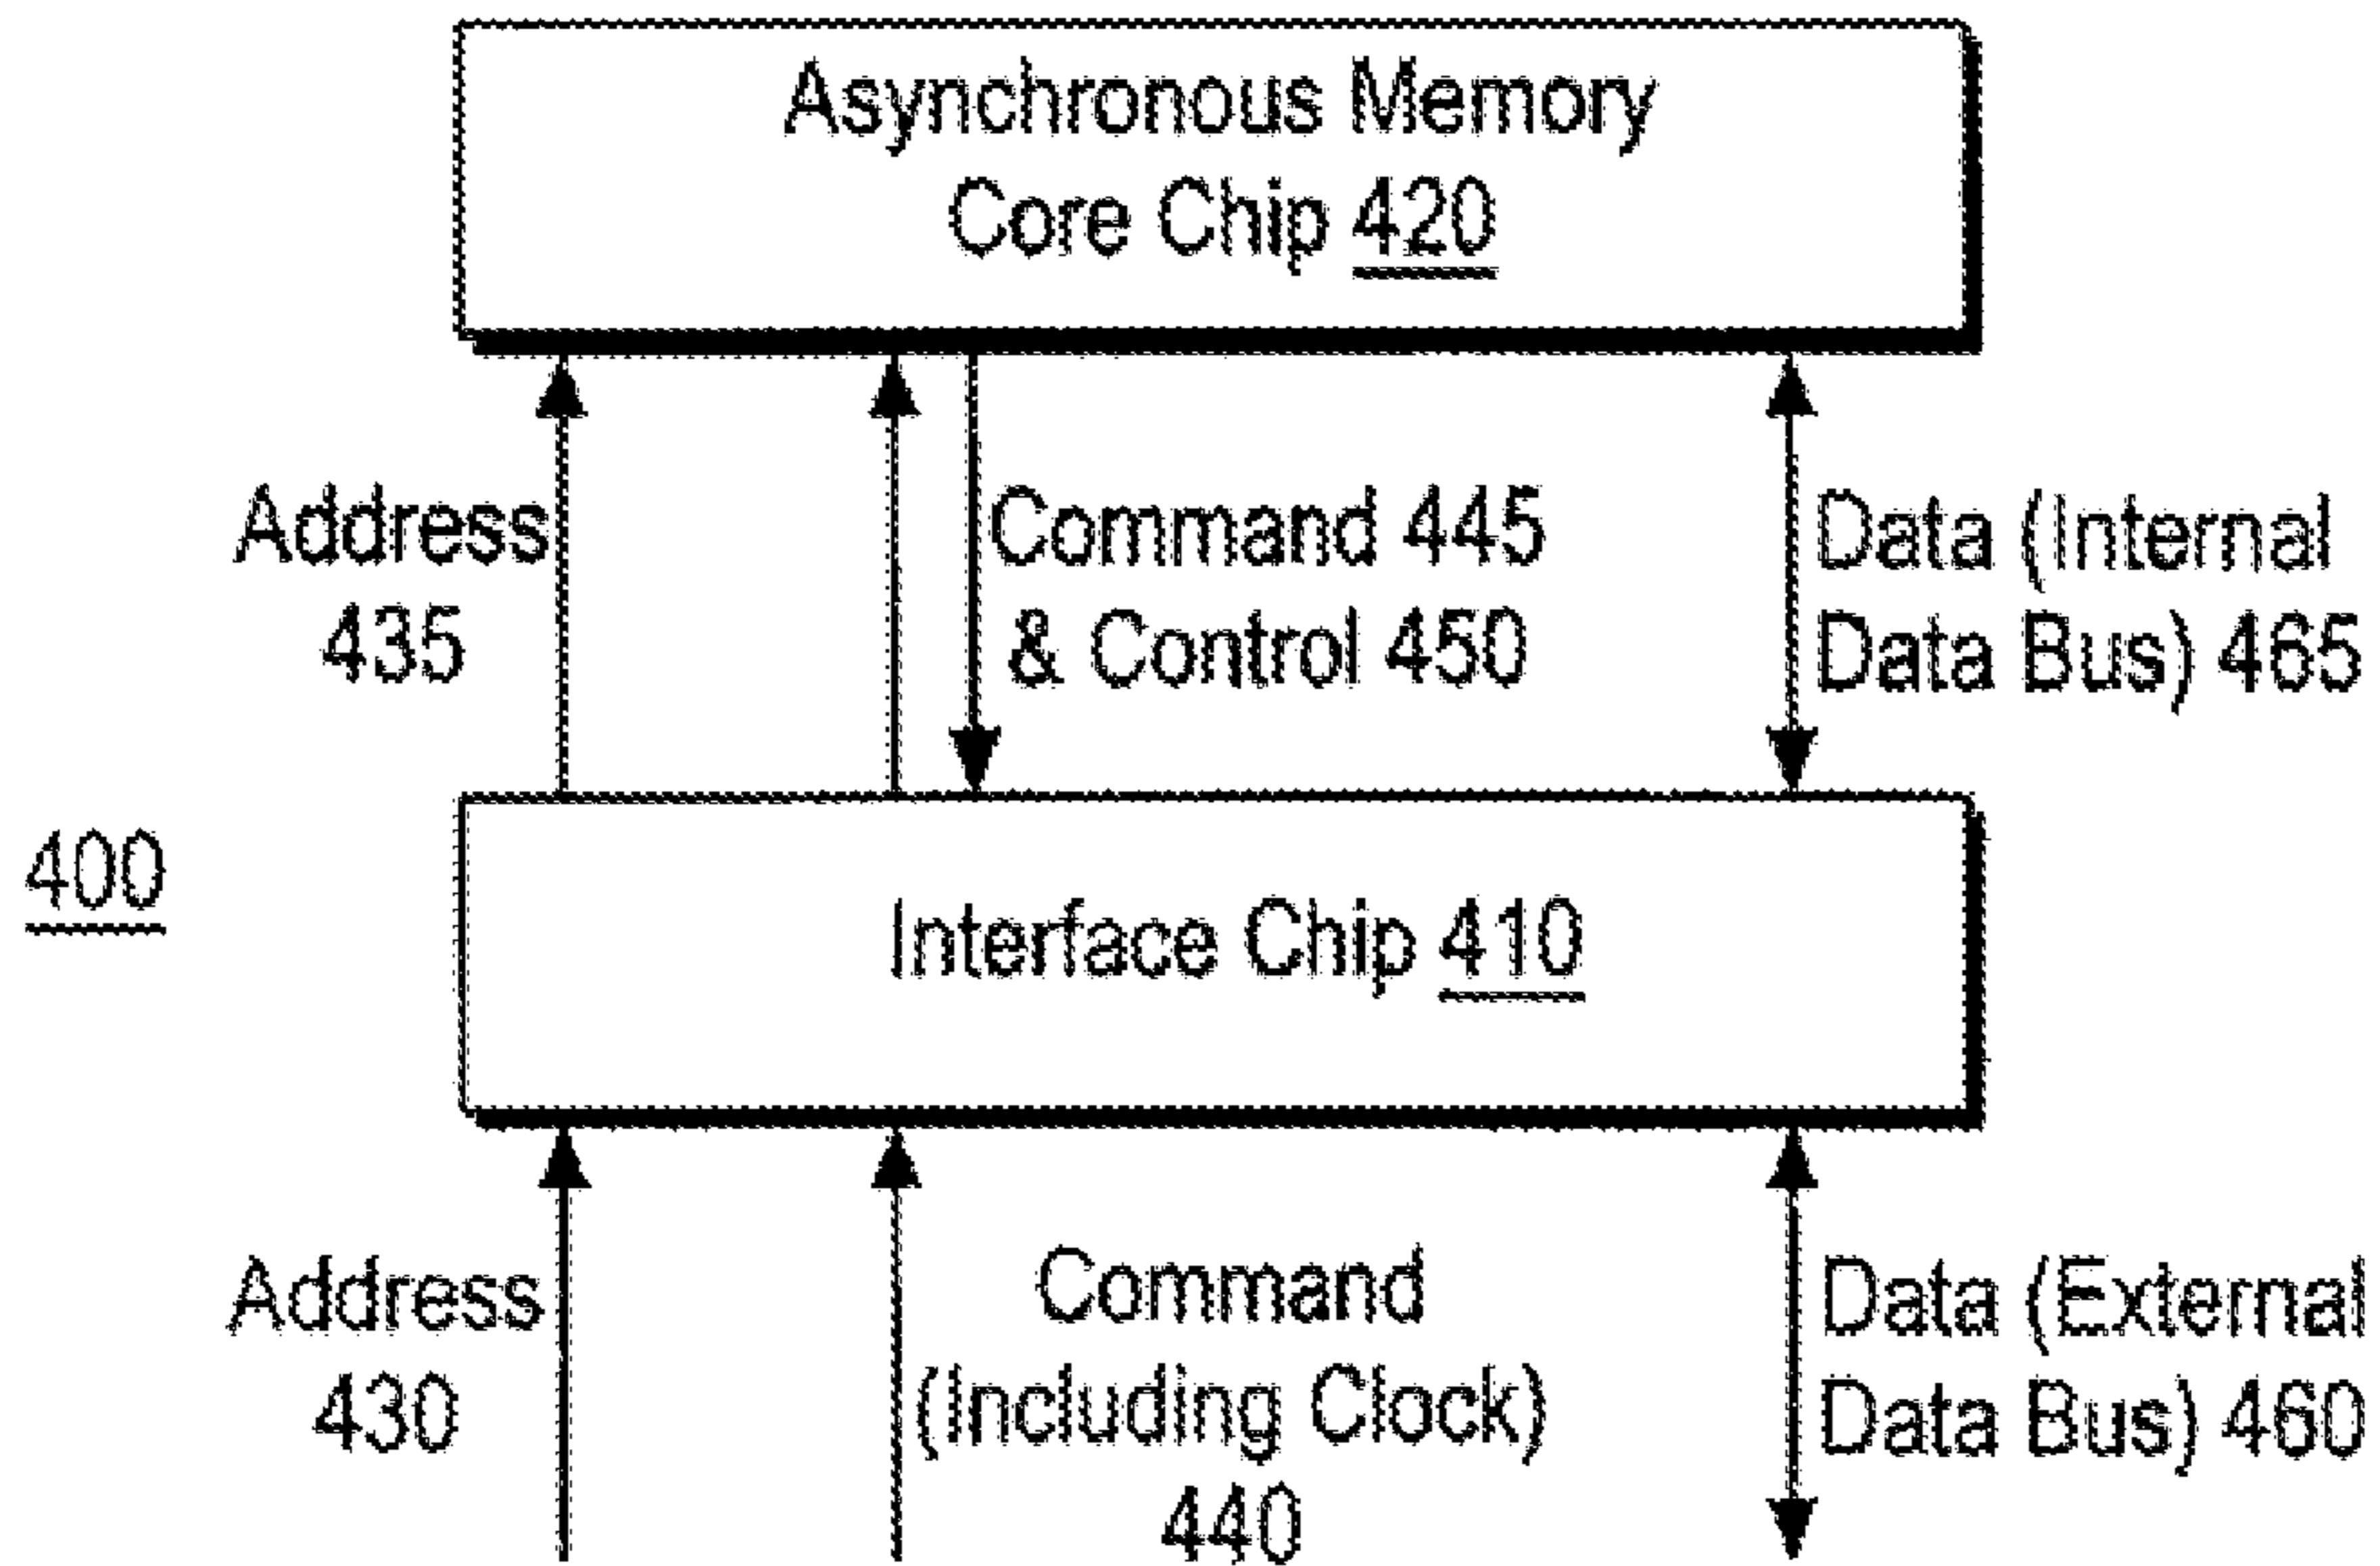 Asynchronous Memory
Core Chip 420
Address
435
Command 445
& Control 450
Data (Internal
Data Bus) 465
400
Interface Chip 410
Address
430
Command
(Including Clock)
440
Data (External
Data Bus) 460